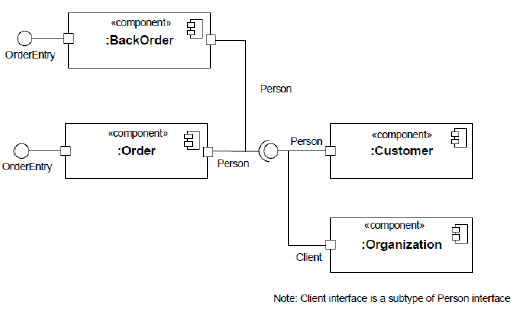 «component»
:BackOrder
OrderEntry
Person
«component»
:Order
OrderEntry
Person
Person
«component»
:Customer
«component»
:Organization
Client
Note: Client interface is a subtype of Person interface